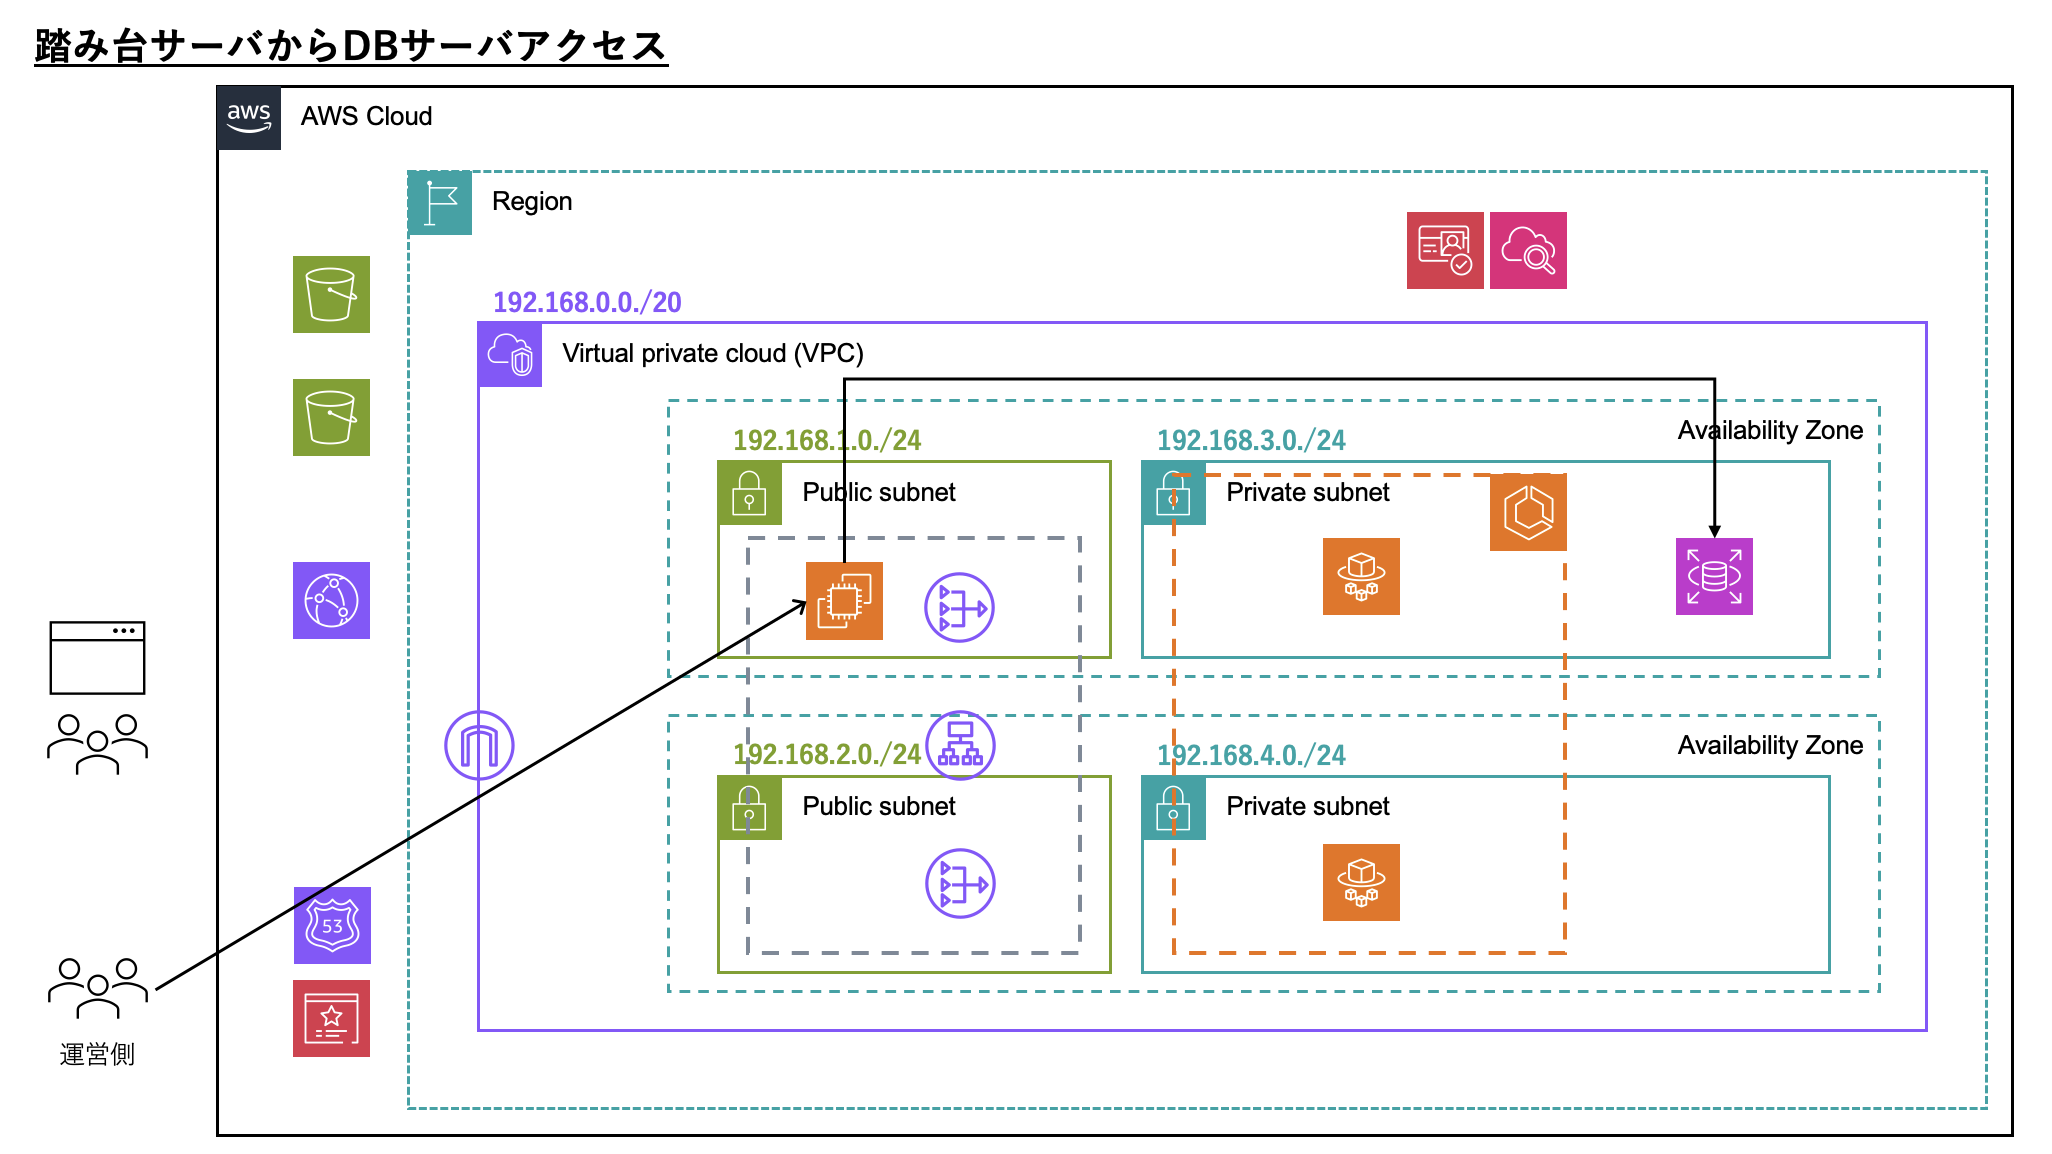 踏み台サーバからDBサーバアクセス
aws
AWS Cloud
Region
192.168.0.0./20
Virtual private cloud (VPC)
Availability Zone
192.168.1.0./24
192.168.3.0./24
Public subnet
Private subnet
Availability Zone
192.168.2.0./24
192.168.4.0./24
Public subnet
Private subnet
53
運営側